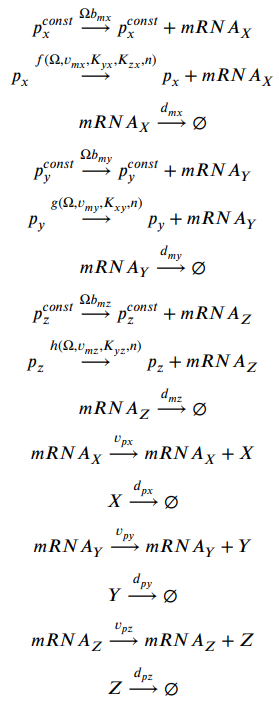 $p_x^{const} \xrightarrow{\Omega b_{mx}} p_x^{const} + mRNA_X$
$p_x \xrightarrow{f(\Omega, v_{mx}, K_{yx}, K_{zx}, n)} p_x + mRNA_X$
$mRNA_X \xrightarrow{d_{mx}} \varnothing$
$p_y^{const} \xrightarrow{\Omega b_{my}} p_y^{const} + mRNA_Y$
$p_y \xrightarrow{g(\Omega, v_{my}, K_{xy}, n)} p_y + mRNA_Y$
$mRNA_Y \xrightarrow{d_{my}} \varnothing$
$p_z^{const} \xrightarrow{\Omega b_{mz}} p_z^{const} + mRNA_Z$
$p_z \xrightarrow{h(\Omega, v_{mz}, K_{yz}, n)} p_z + mRNA_Z$
$mRNA_Z \xrightarrow{d_{mz}} \varnothing$
$mRNA_X \xrightarrow{v_{px}} mRNA_X + X$
$X \xrightarrow{d_{px}} \varnothing$
$mRNA_Y \xrightarrow{v_{py}} mRNA_Y + Y$
$Y \xrightarrow{d_{py}} \varnothing$
$mRNA_Z \xrightarrow{v_{pz}} mRNA_Z + Z$
$Z \xrightarrow{d_{pz}} \varnothing$